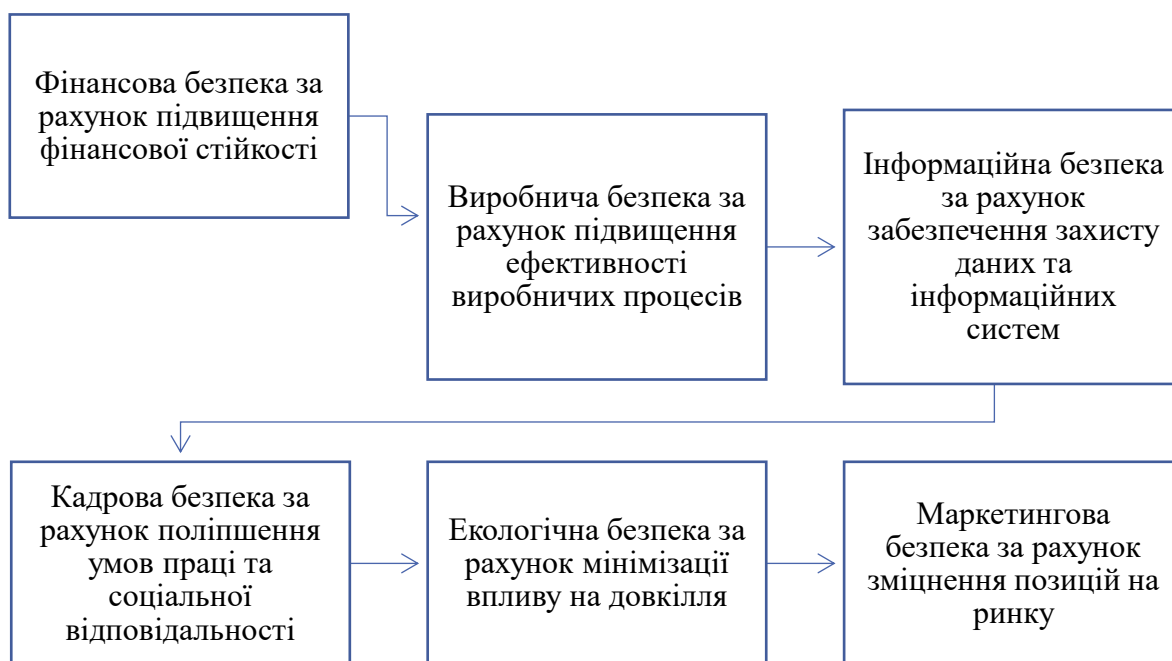 Фінансова безпека за
рахунок підвищення
фінансової стійкості
Виробнича безпека за
рахунок підвищення
ефективності
виробничих процесів
Інформаційна безпека
за рахунок
забезпечення захисту
даних та
інформаційних
систем
Кадрова безпека за
рахунок поліпшення
умов праці та
соціальної
відповідальності
Екологічна безпека за
рахунок мінімізації
впливу на довкілля
Маркетингова
безпека за рахунок
зміцнення позицій на
ринку